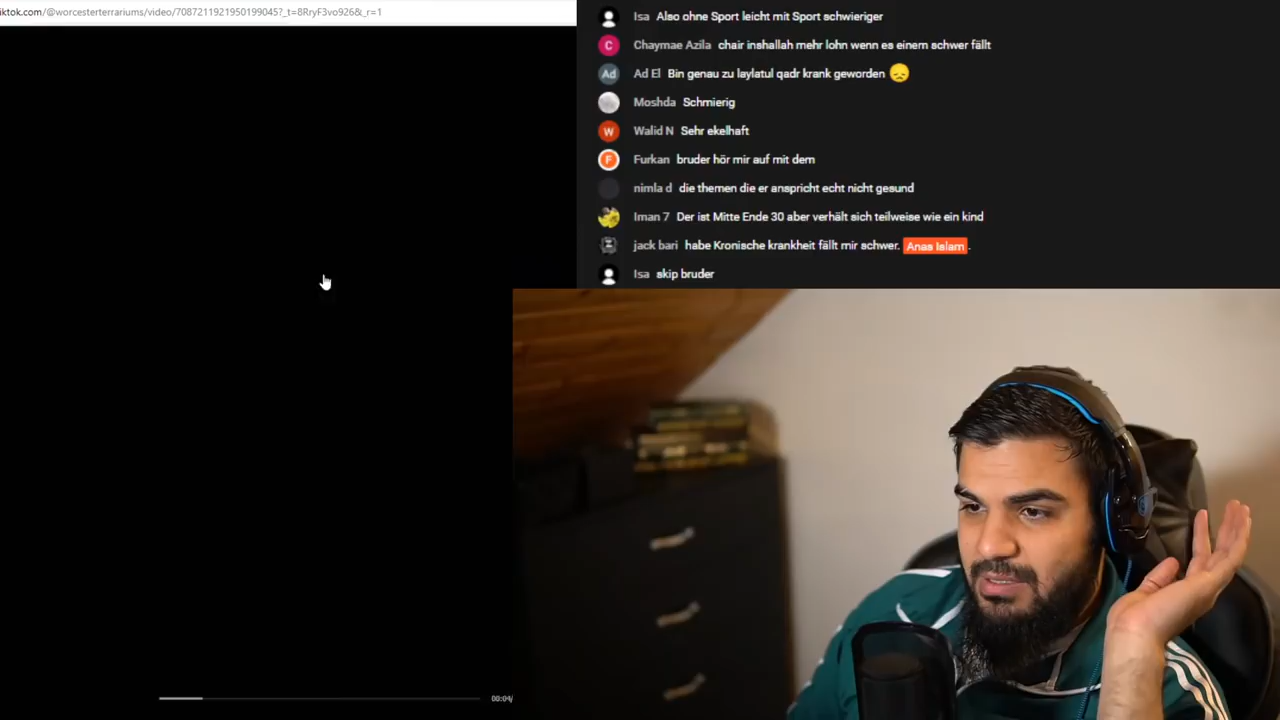 iktok.com/@worcesterterrariums/video/7087211921950199045?_t=8RryF3vo926&_r=1
Isa Also ohne Sport leicht mit Sport schwieriger
C Chaymae Azila chair inshallah mehr lohn wenn es einem schwer fällt
Ad Ad El Bin genau zu laylatul qadr krank geworden 😞
Moshda Schmierig
W Walid N Sehr ekelhaft
F Furkan bruder hör mir auf mit dem
nimla d die themen die er anspricht echt nicht gesund
Iman 7 Der ist Mitte Ende 30 aber verhält sich teilweise wie ein kind
jack bari habe Kronische krankheit fällt mir schwer. Anas Islam .
Isa skip bruder
00:04/